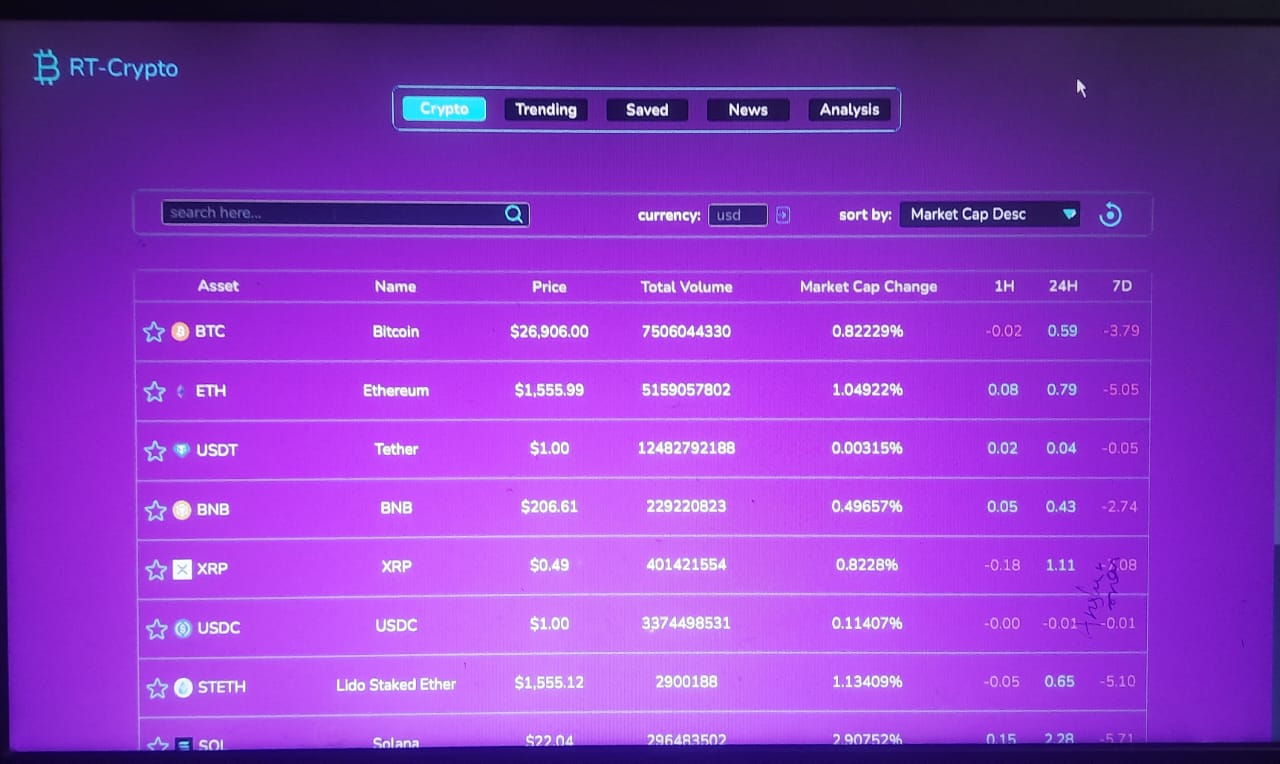 RT-Crypto
Crypto Trending Saved News Analysis
search here... currency: usd sort by: Market Cap Desc
Asset Name Price Total Volume Market Cap Change 1H 24H 7D
BTC Bitcoin $26,906.00 7506044330 0.82229% -0.02 0.59 -3.79
ETH Ethereum $1,555.99 5159057802 1.04922% 0.08 0.79 -5.05
USDT Tether $1.00 12482792188 0.00315% 0.02 0.04 -0.05
BNB BNB $206.61 229220823 0.49657% 0.05 0.43 -2.74
XRP XRP $0.49 401421554 0.8228% -0.18 1.11
USDC USDC $1.00 3374498531 0.11407% -0.00 -0.01 -0.01
STETH Lido Staked Ether $1,555.12 2900188 1.13409% -0.05 0.65 -5.10
SOL Solana $22.04 296483502 2.90752% 0.15 2.28 -5.71